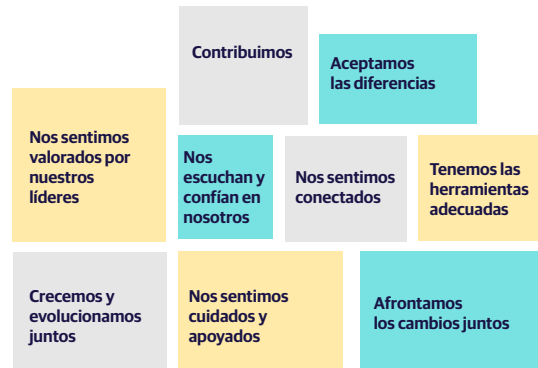 Contribuimos
Aceptamos
las diferencias
Nos sentimos
valorados por
nuestros
líderes
Nos
escuchan y
confían en
nosotros
Nos sentimos
conectados
Tenemos las
herramientas
adecuadas
Crecemos y
evolucionamos
juntos
Nos sentimos
cuidados y
apoyados
Afrontamos
los cambios juntos